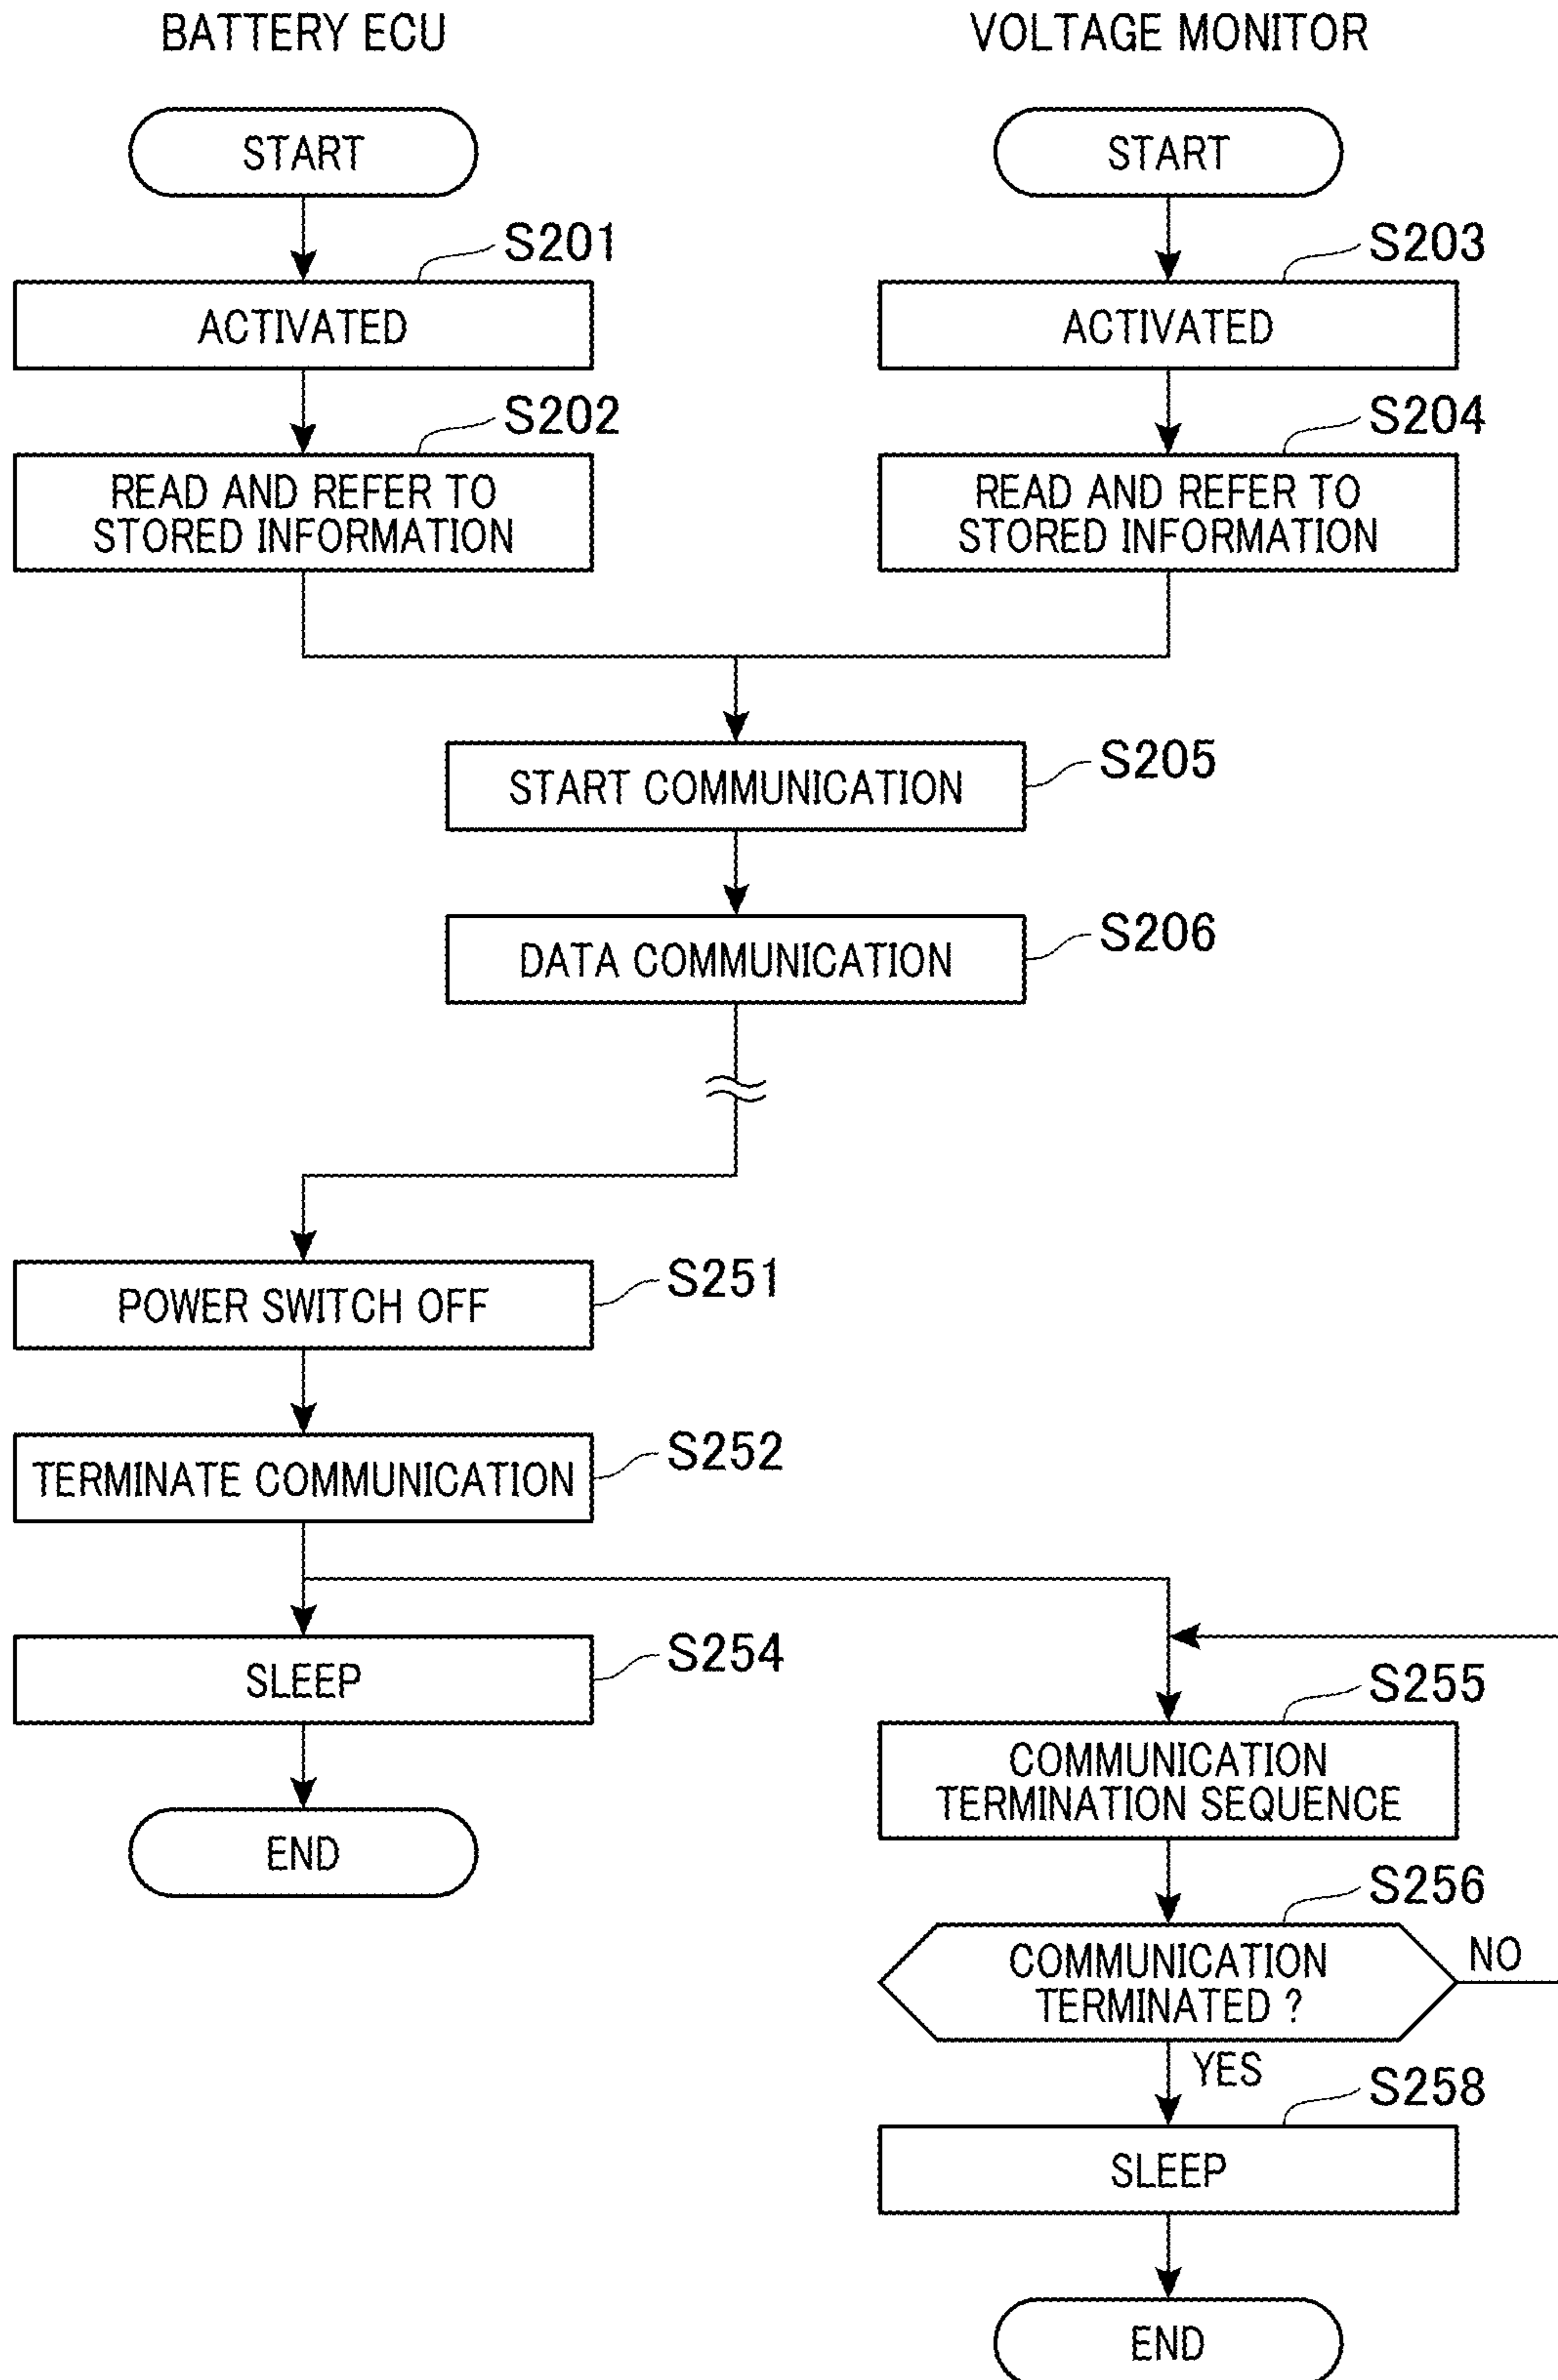 BATTERY ECU
VOLTAGE MONITOR
START
START
S201
S203
ACTIVATED
ACTIVATED
S202
S204
READ AND REFER TO
STORED INFORMATION
READ AND REFER TO
STORED INFORMATION
START COMMUNICATION
S205
DATA COMMUNICATION
S206
POWER SWITCH OFF
S251
TERMINATE COMMUNICATION
S252
SLEEP
S254
END
S255
COMMUNICATION
TERMINATION SEQUENCE
S256
COMMUNICATION
TERMINATED ?
NO
YES
S258
SLEEP
END